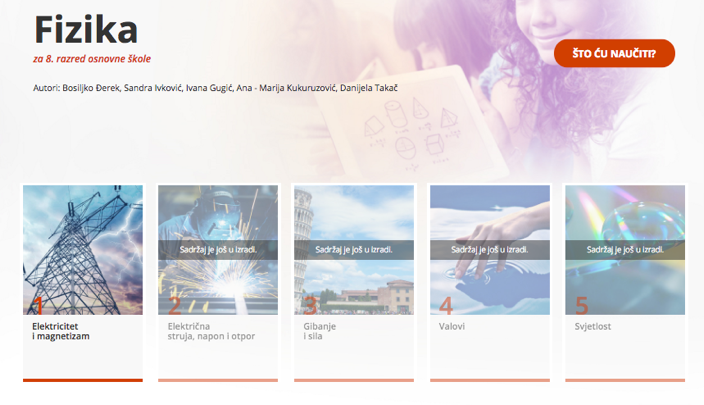 Fizika
za 8. razred osnovne škole
ŠTO ĆU NAUČITI?
Autori: Bosiljko Đerek, Sandra Ivković, Ivana Gugić, Ana - Marija Kukuruzović, Danijela Takač
1
Elektricitet
i magnetizam
Sadržaj je još u izradi.
2
Električna
struja, napon i otpor
Sadržaj je još u izradi.
3
Gibanje
i sila
Sadržaj je još u izradi.
4
Valovi
Sadržaj je još u izradi.
5
Svjetlost